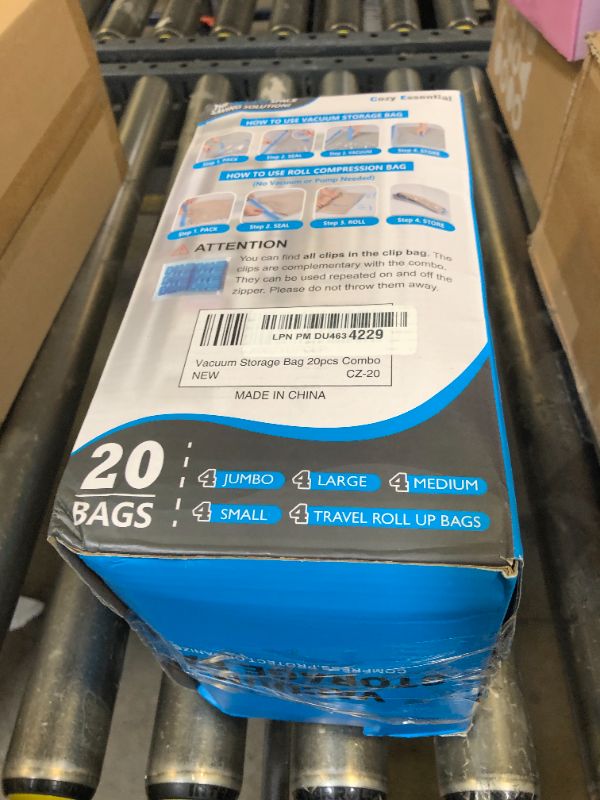 SPACE
SAVING SOLUTION!
Cozy Essential
HOW TO USE VACUUM STORAGE BAG
Step 1. PACK
Step 2. SEAL
Step 3. VACUUM
Step 4. STORE
HOW TO USE ROLL COMPRESSION BAG
(No Vacuum or Pump Needed)
Step 1. PACK
Step 2. SEAL
Step 3. ROLL
Step 4. STORE
ATTENTION
You can find all clips in the clip bag. The
clips are complementary with the combo.
They can be used repeated on and off the
zipper. Please do not throw them away.
LPN PM DU463 4229
Vacuum Storage Bag 20pcs Combo
NEW CZ-20
MADE IN CHINA
20
BAGS
4 JUMBO 4 LARGE 4 MEDIUM
4 SMALL 4 TRAVEL ROLL UP BAGS
VACUUM
STORAGE